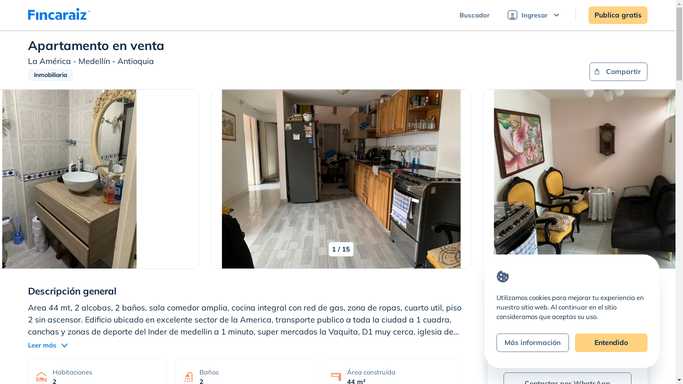 Fincaraiz
Buscador
Ingresar
Publica gratis
Apartamento en venta
La América - Medellín - Antioquia
Inmobiliaria
Compartir
1 / 15
Descripción general
Area 44 mt, 2 alcobas, 2 baños, sala comedor amplia, cocina integral con red de gas, zona de ropas, cuarto util, piso
2 sin ascensor. Edificio ubicado en excelente sector de la America, transporte publico a toda la ciudad a 1 cuadra,
canchas y zonas de deporte del Inder de medellin a 1 minuto, super mercados la Vaquita, D1 muy cerca, iglesia de...
Leer más
Habitaciones
2
Baños
2
Área construida
44 m²
Utilizamos cookies para mejorar tu experiencia en
nuestro sitio web. Al continuar en el sitio
consideramos que aceptas su uso.
Más información
Entendido
Contactar por WhatsApp